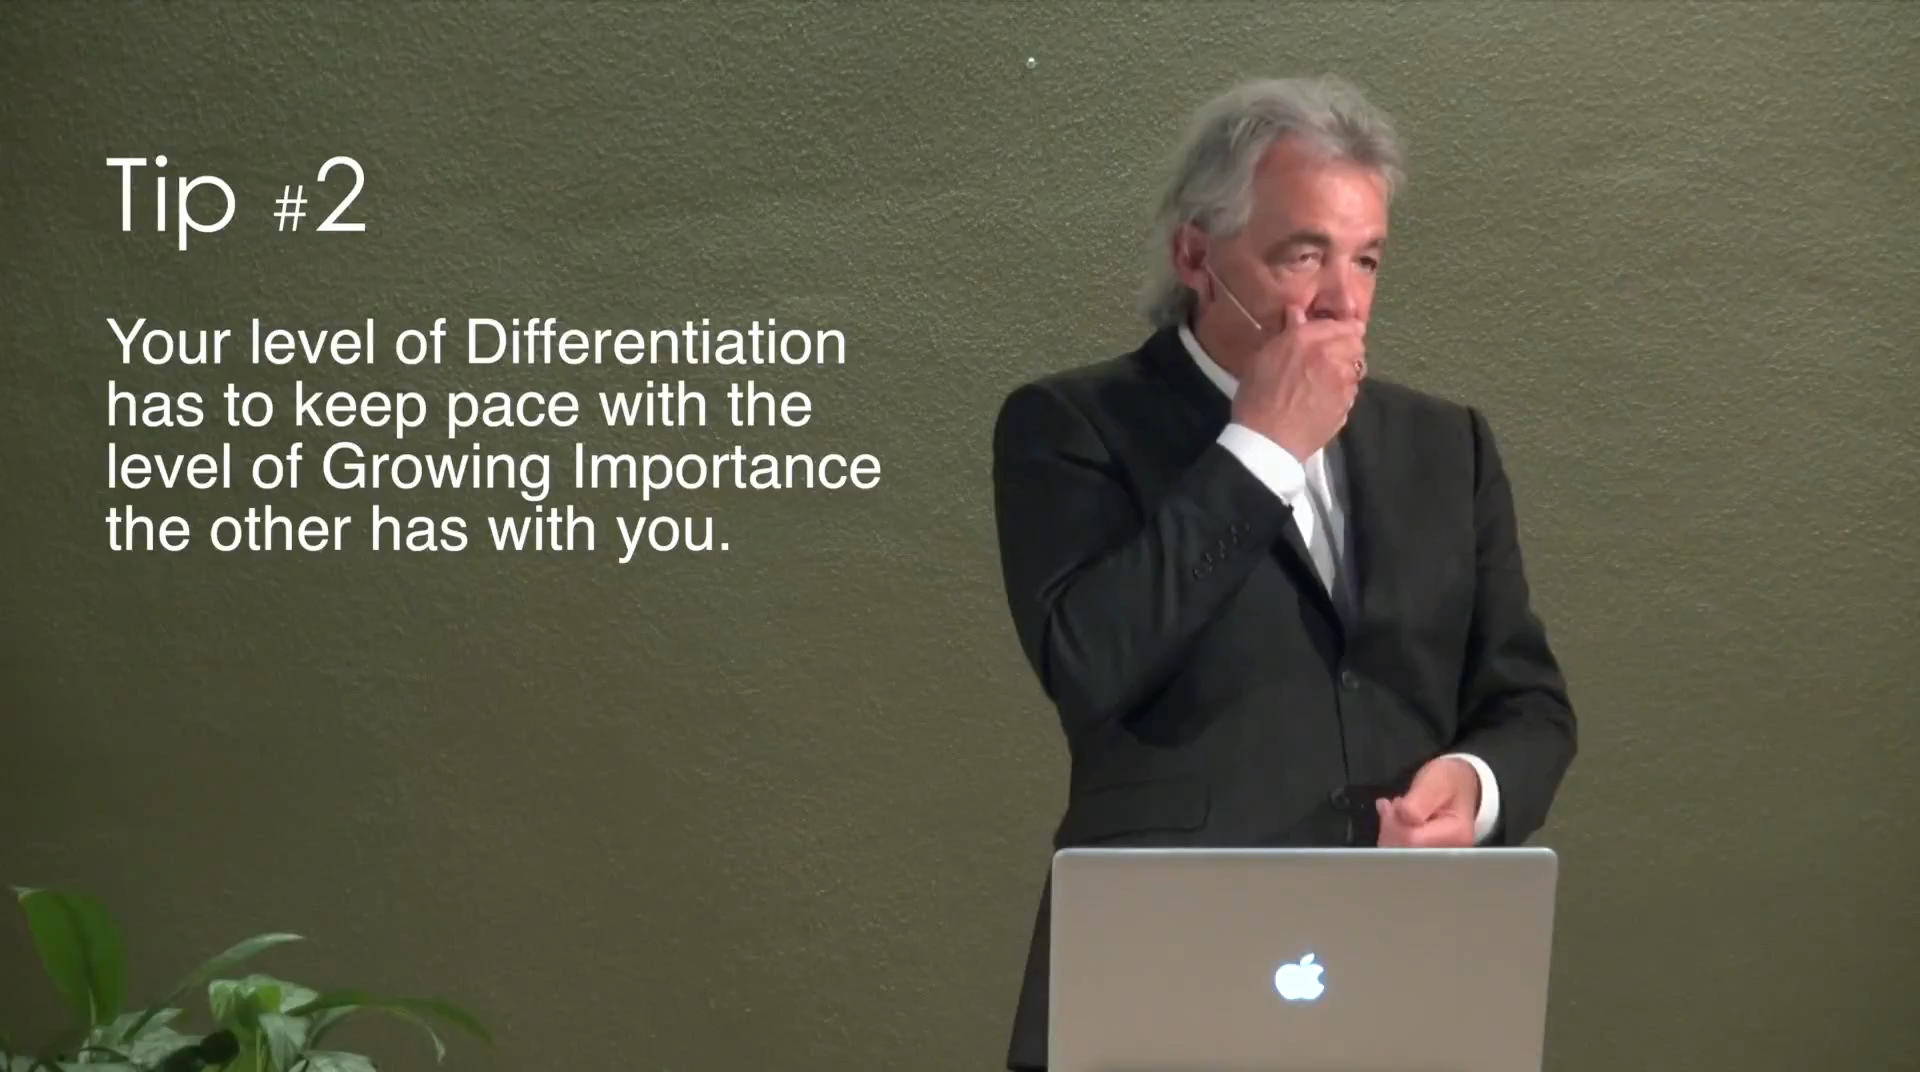 Tip #2
Your level of Differentiation
has to keep pace with the
level of Growing Importance
the other has with you.